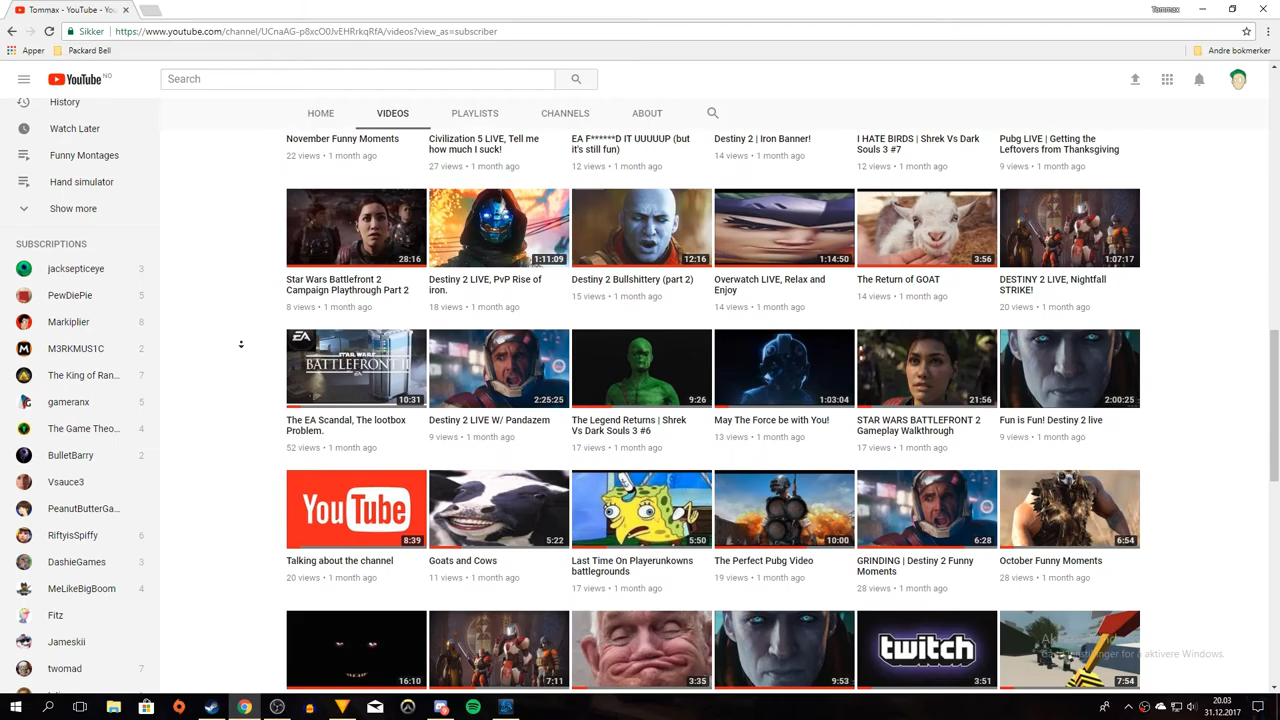 Tommax - YouTube - You
Tommax
Sikker
https://www.youtube.com/channel/UCnaAG-p8xcO0JvEHRrkqRfA/videos?view_as=subscriber
Apper
Packard Bell
Andre bokmerker
YouTube NO
Search
HOME
VIDEOS
PLAYLISTS
CHANNELS
ABOUT
History
Watch Later
Funny Montages
Hand simulator
Show more
SUBSCRIPTIONS
jacksepticeye 3
PewDiePie 5
Markiplier 8
M3RKMUS1C 2
The King of Ran... 7
gameranx 5
The Game Theo... 4
BulletBarry 2
Vsauce3
PeanutButterGa...
RiftyisSpiffy 6
DashieGames 3
MeLikeBigBoom 4
Fitz
Jameskii
twomad 7
November Funny Moments
22 views • 1 month ago
Civilization 5 LIVE, Tell me
how much I suck!
27 views • 1 month ago
EA F******D IT UUUUUP (but
it's still fun)
12 views • 1 month ago
Destiny 2 | Iron Banner!
14 views • 1 month ago
I HATE BIRDS | Shrek Vs Dark
Souls 3 #7
12 views • 1 month ago
Pubg LIVE | Getting the
Leftovers from Thanksgiving
9 views • 1 month ago
28:16
Star Wars Battlefront 2
Campaign Playthrough Part 2
8 views • 1 month ago
1:11:09
Destiny 2 LIVE, PvP Rise of
iron.
18 views • 1 month ago
12:16
Destiny 2 Bullshittery (part 2)
15 views • 1 month ago
1:14:50
Overwatch LIVE, Relax and
Enjoy
14 views • 1 month ago
3:56
The Return of GOAT
14 views • 1 month ago
1:07:17
DESTINY 2 LIVE, Nightfall
STRIKE!
20 views • 1 month ago
EA
STAR WARS
BATTLEFRONT II
10:31
The EA Scandal, The lootbox
Problem.
52 views • 1 month ago
2:25:25
Destiny 2 LIVE W/ Pandazem
9 views • 1 month ago
9:26
The Legend Returns | Shrek
Vs Dark Souls 3 #6
17 views • 1 month ago
1:03:04
May The Force be with You!
13 views • 1 month ago
21:56
STAR WARS BATTLEFRONT 2
Gameplay Walkthrough
17 views • 1 month ago
2:00:25
Fun is Fun! Destiny 2 live
9 views • 1 month ago
YouTube
8:39
Talking about the channel
20 views • 1 month ago
5:22
Goats and Cows
11 views • 1 month ago
5:50
Last Time On Playerunkowns
battlegrounds
17 views • 1 month ago
10:00
The Perfect Pubg Video
19 views • 1 month ago
6:28
GRINDING | Destiny 2 Funny
Moments
28 views • 1 month ago
6:54
October Funny Moments
28 views • 1 month ago
16:10
7:11
3:35
9:53
twitch
3:51
7:54
for å aktivere Windows.
20.03
31.12.2017